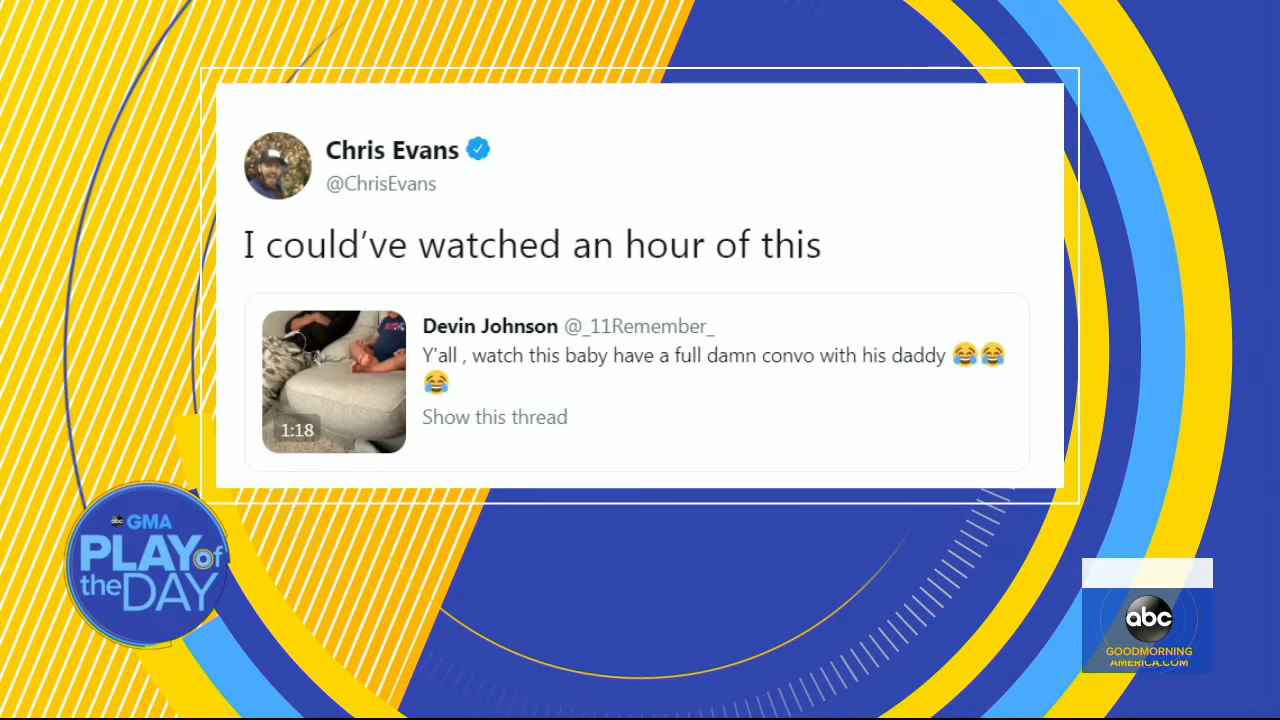 Chris Evans
@ChrisEvans
I could've watched an hour of this
Devin Johnson @_11Remember_
Y'all , watch this baby have a full damn convo with his daddy 😂😂
😂
Show this thread
1:18
abc GMA
PLAY of
the DAY
abc
GOODMORNING
AMERICA.COM